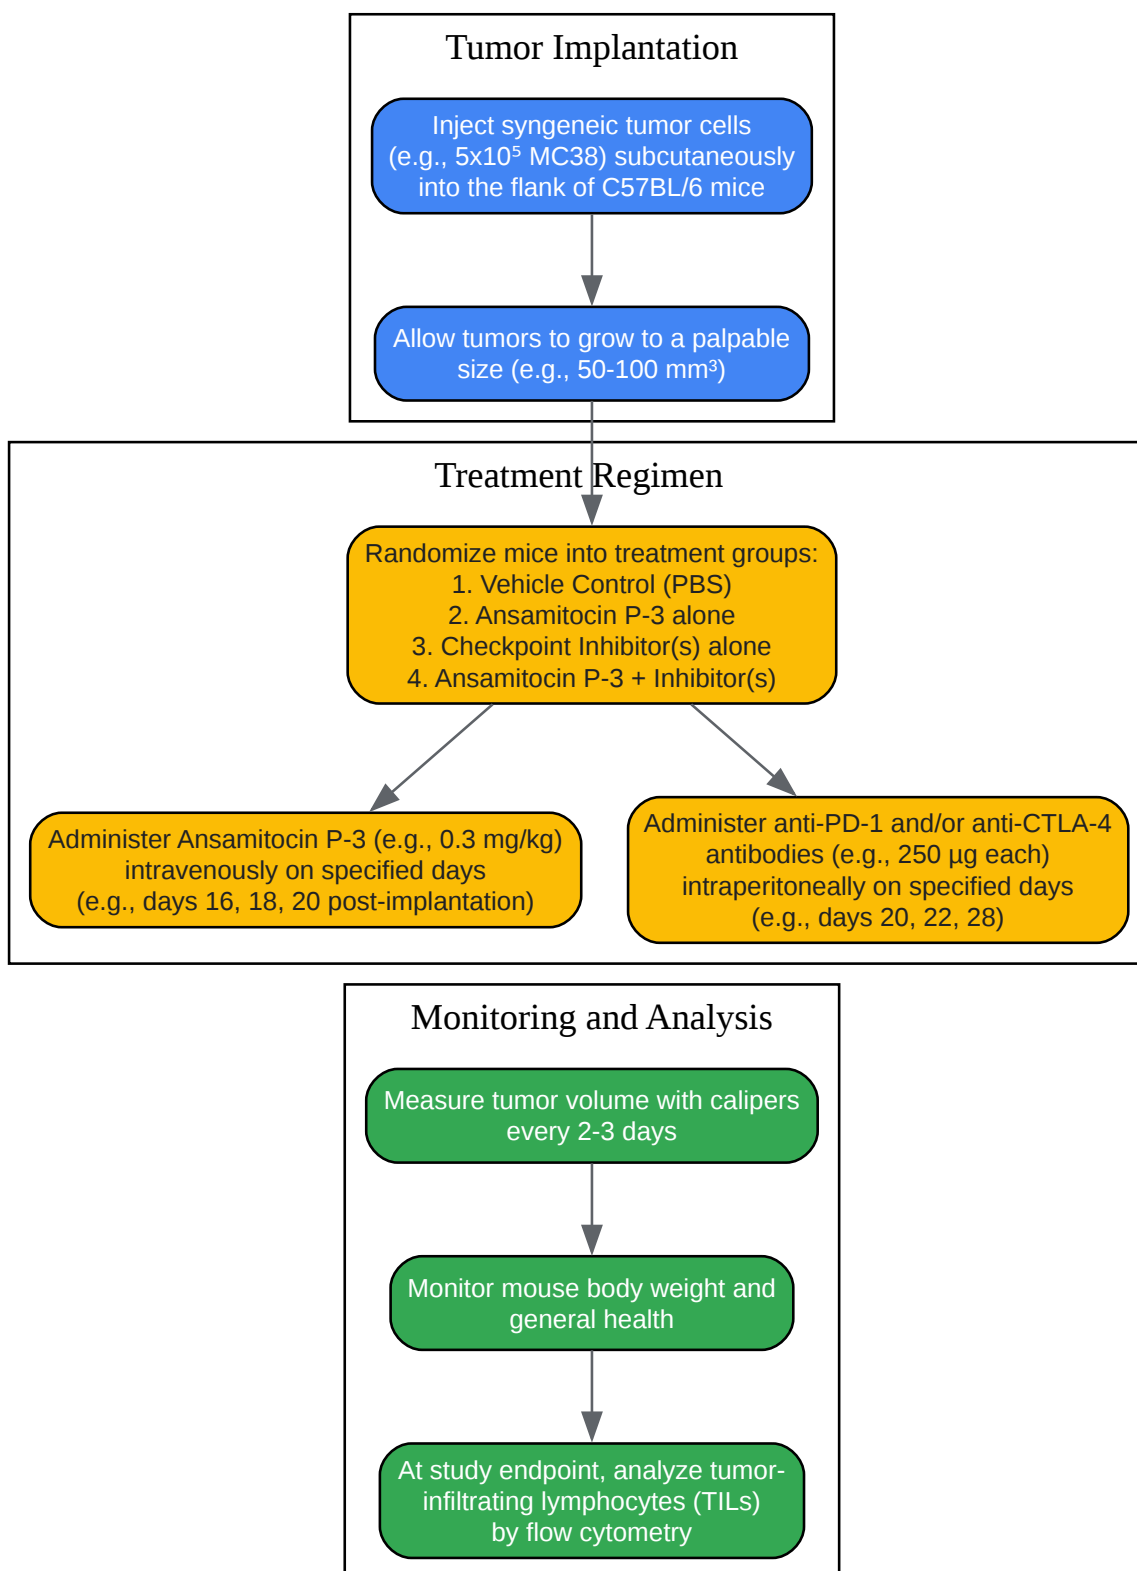 Tumor Implantation
Inject syngeneic tumor cells
(e.g., 5x10⁵ MC38) subcutaneously
into the flank of C57BL/6 mice
Allow tumors to grow to a palpable
size (e.g., 50-100 mm³)
Treatment Regimen
Randomize mice into treatment groups:
1. Vehicle Control (PBS)
2. Ansamitocin P-3 alone
3. Checkpoint Inhibitor(s) alone
4. Ansamitocin P-3 + Inhibitor(s)
Administer Ansamitocin P-3 (e.g., 0.3 mg/kg)
intravenously on specified days
(e.g., days 16, 18, 20 post-implantation)
Administer anti-PD-1 and/or anti-CTLA-4
antibodies (e.g., 250 µg each)
intraperitoneally on specified days
(e.g., days 20, 22, 28)
Monitoring and Analysis
Measure tumor volume with calipers
every 2-3 days
Monitor mouse body weight and
general health
At study endpoint, analyze tumor-
infiltrating lymphocytes (TILs)
by flow cytometry